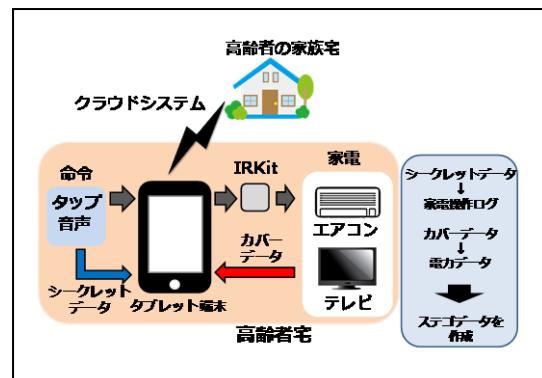 高齢者の家族宅
クラウドシステム
命令
タップ
音声
IRKit
家電
エアコン
テレビ
カバー
データ
シークレット
データ
タブレット端末
高齢者宅
シークレットデータ
家電操作ログ
カバーデータ
電力データ
ステゴデータを
作成